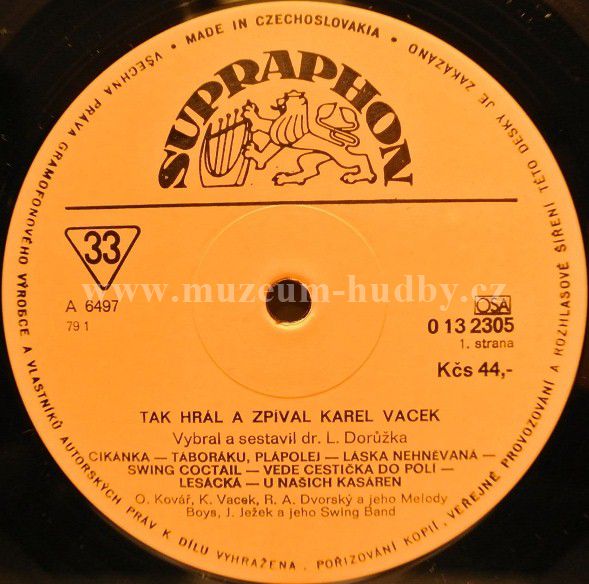 VŠECHNA PRÁVA GRAMOFONOVÉHO VÝROBCE A VLASTNÍKŮ AUTORSKÝCH PRÁV K DÍLU VYHRAŽENA. POŘIZOVÁNÍ KOPIÍ, VEŘEJNÉ PROVOZOVÁNÍ A ROZHLASOVÉ ŠÍŘENÍ TÉTO DESKY JE ZAKÁZÁNO
• MADE IN CZECHOSLOVAKIA •
SUPRAPHON
33
www.muzeum-hudby.cz
A 6497
79 1
OSA
0 13 2305
1. strana
Kčs 44,-
TAK HRÁL A ZPÍVAL KAREL VACEK
Vybral a sestavil dr. L. Dorůžka
CIKÁNKA — TÁBORÁKU, PLÁPOLEJ — LÁSKA NEHNĚVANÁ —
SWING COCTAIL — VEDE CESTIČKA DO POLÍ —
LESÁCKÁ — U NAŠICH KASÁREN
O. Kovář, K. Vacek, R. A. Dvorský a jeho Melody
Boys, J. Ježek a jeho Swing Band